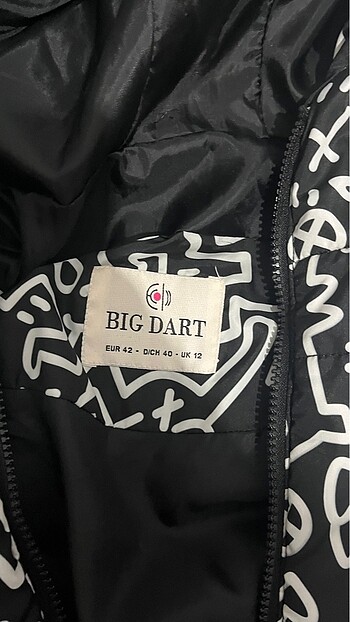 BIG DART
EUR 42 - D/CH 40 - UK 12